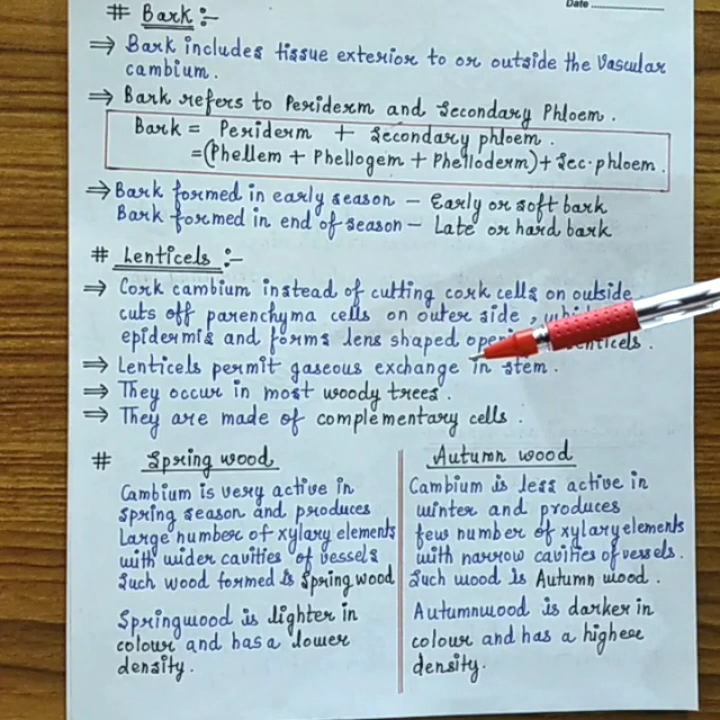 Date
# Bark :-
⇒ Bark includes tissue exterior to or outside the Vascular
cambium.
⇒ Bark refers to Periderm and Secondary Phloem.
Bark = Periderm + Secondary phloem.
=(Phellem + Phellogem + Phelloderm)+ Sec. phloem.
⇒ Bark formed in early season – Early or soft bark
Bark formed in end of season – Late or hard bark
# Lenticels :-
⇒ Cork cambium instead of cutting cork cells on outside
cuts off parenchyma cells on outer side,
epidermis and forms lens shaped
⇒ Lenticels permit gaseous exchange in stem.
⇒ They occur in most woody trees.
⇒ They are made of complementary cells.
# Spring wood
Cambium is very active in
spring season and produces
Large number of xylary elements
with wider cavities of vessels
Such wood formed is Spring wood
Springwood is lighter in
colour and has a lower
density.
Autumn wood
Cambium is less active in
winter and produces
few number of xylary elements
with narrow cavities of vessels.
Such wood is Autumn wood.
Autumnwood is darker in
colour and has a higher
density.